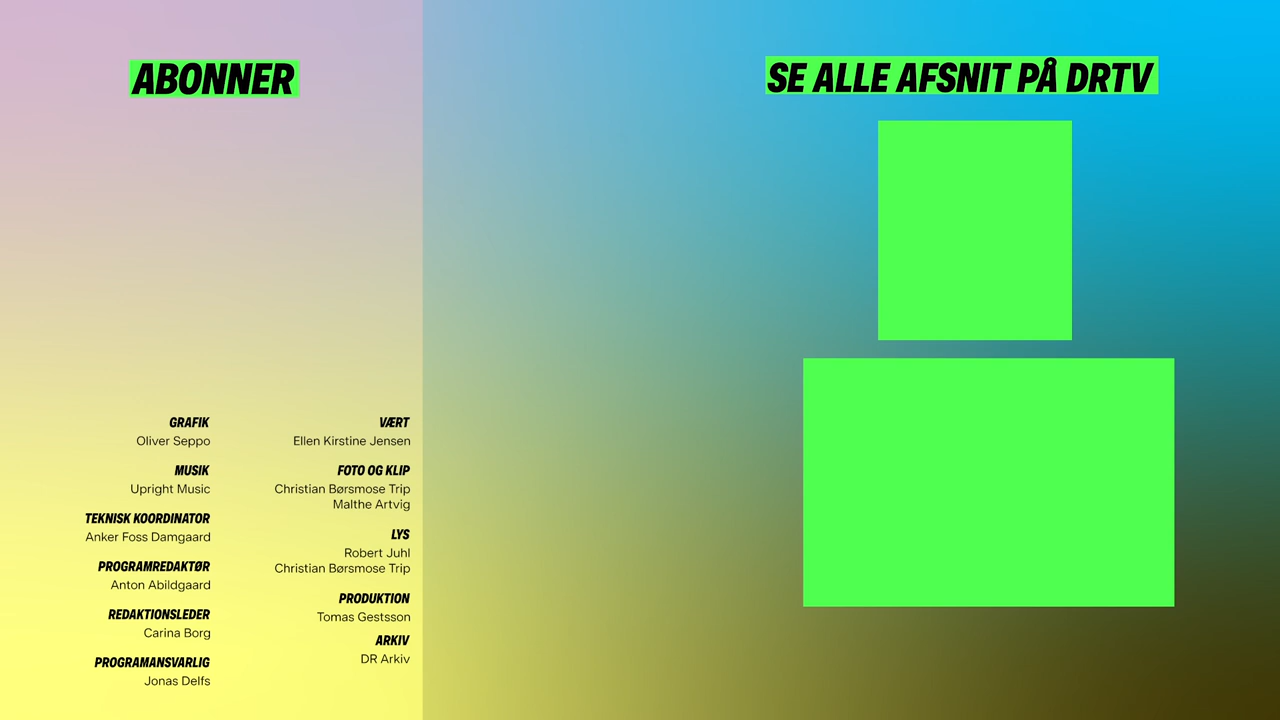 ABONNER
SE ALLE AFSNIT PÅ DRTV
GRAFIK
Oliver Seppo
MUSIK
Upright Music
TEKNISK KOORDINATOR
Anker Foss Damgaard
PROGRAMREDAKTØR
Anton Abildgaard
REDAKTIONSLEDER
Carina Borg
PROGRAMANSVARLIG
Jonas Delfs
VÆRT
Ellen Kirstine Jensen
FOTO OG KLIP
Christian Børsmose Trip
Malthe Artvig
LYS
Robert Juhl
Christian Børsmose Trip
PRODUKTION
Tomas Gestsson
ARKIV
DR Arkiv